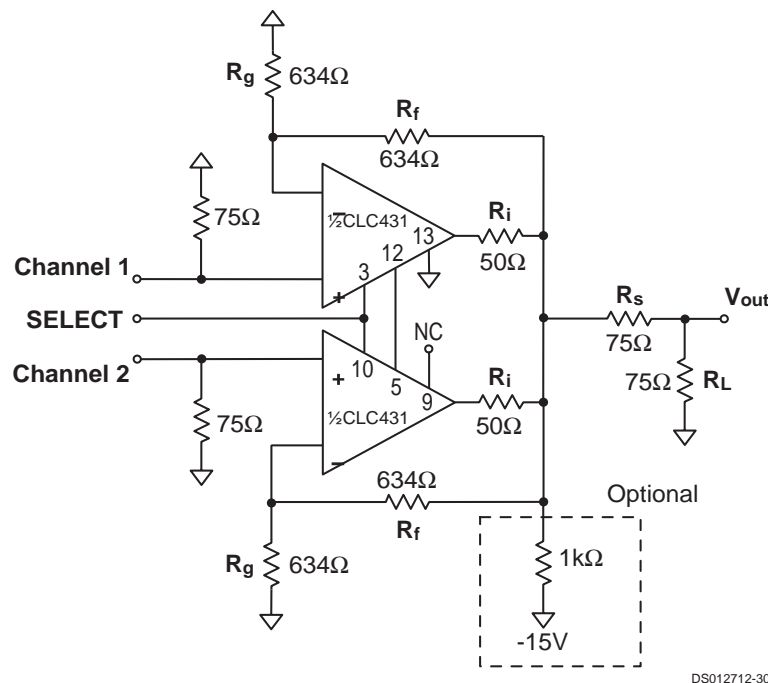 Rg 634Ω
Rf
634Ω
75Ω
½CLC431
−
13
12
3
+
Ri
50Ω
Channel 1
SELECT
Channel 2
Rs
75Ω
Vout
75Ω RL
NC
+
10
5
9
½CLC431
−
Ri
50Ω
75Ω
634Ω
Rf
Rg 634Ω
Optional
1kΩ
-15V
DS012712-30